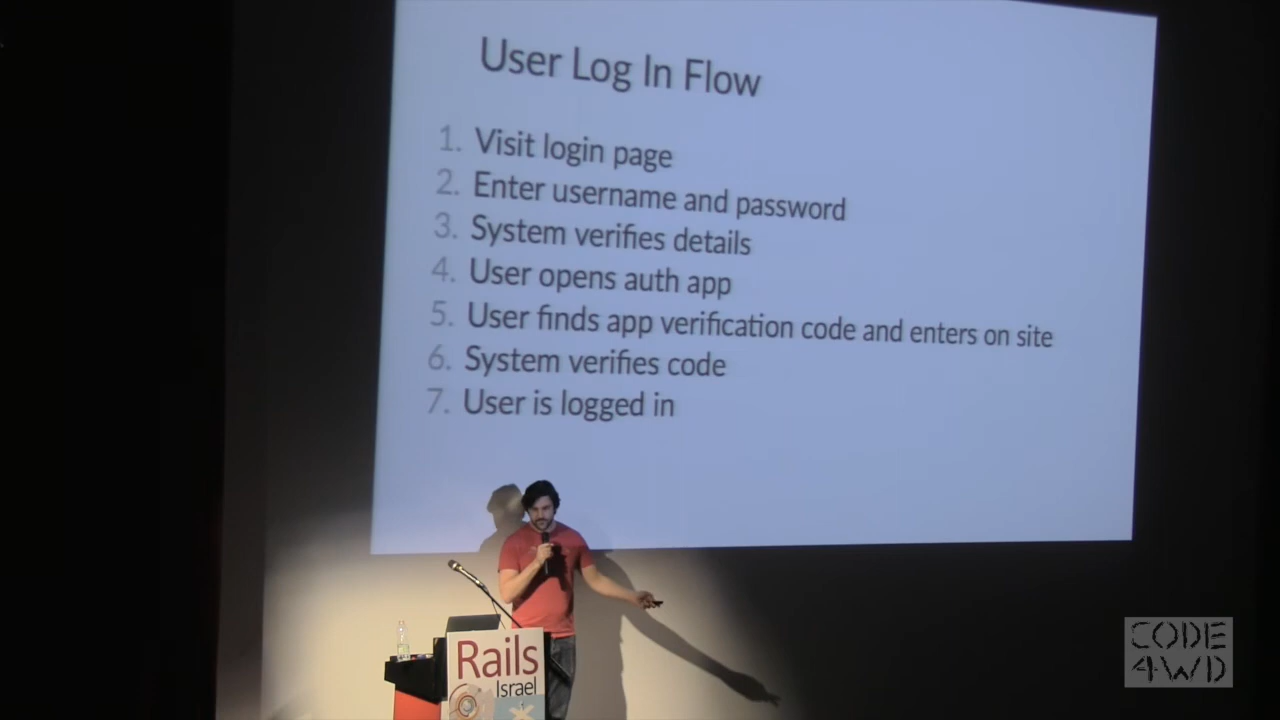 User Log In Flow
1. Visit login page
2. Enter username and password
3. System verifies details
4. User opens auth app
5. User finds app verification code and enters on site
6. System verifies code
7. User is logged in
Rails
Israel
CODE
4WD